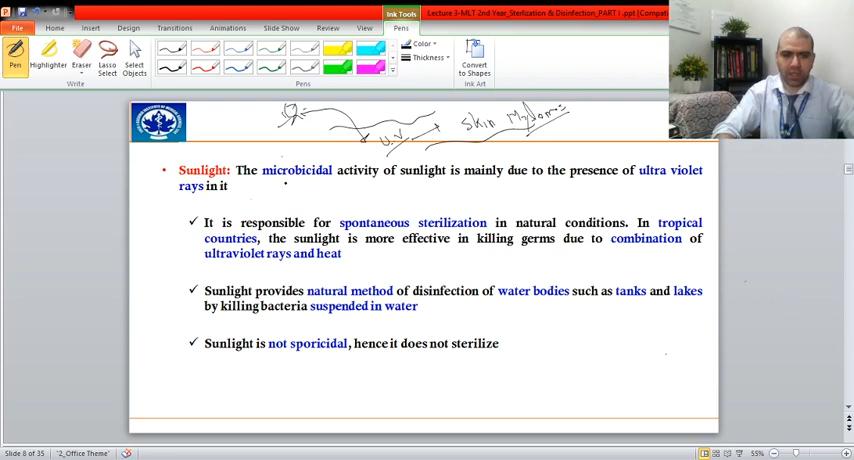 Ink Tools
Lecture 3-MLT 2nd Year_Sterlization & Disinfection_PART I .ppt [Compati
File
Home
Insert
Design
Transitions
Animations
Slide Show
Review
View
Pens
Pen
Highlighter
Eraser
Lasso Select
Select Objects
Color
Thickness
Convert to Shapes
Write
Pens
Ink Art
U.V
Skin
Sunlight: The microbicidal activity of sunlight is mainly due to the presence of ultra violet
rays in it
It is responsible for spontaneous sterilization in natural conditions. In tropical
countries, the sunlight is more effective in killing germs due to combination of
ultraviolet rays and heat
Sunlight provides natural method of disinfection of water bodies such as tanks and lakes
by killing bacteria suspended in water
Sunlight is not sporicidal, hence it does not sterilize
Slide 8 of 35
"2_Office Theme"
55%